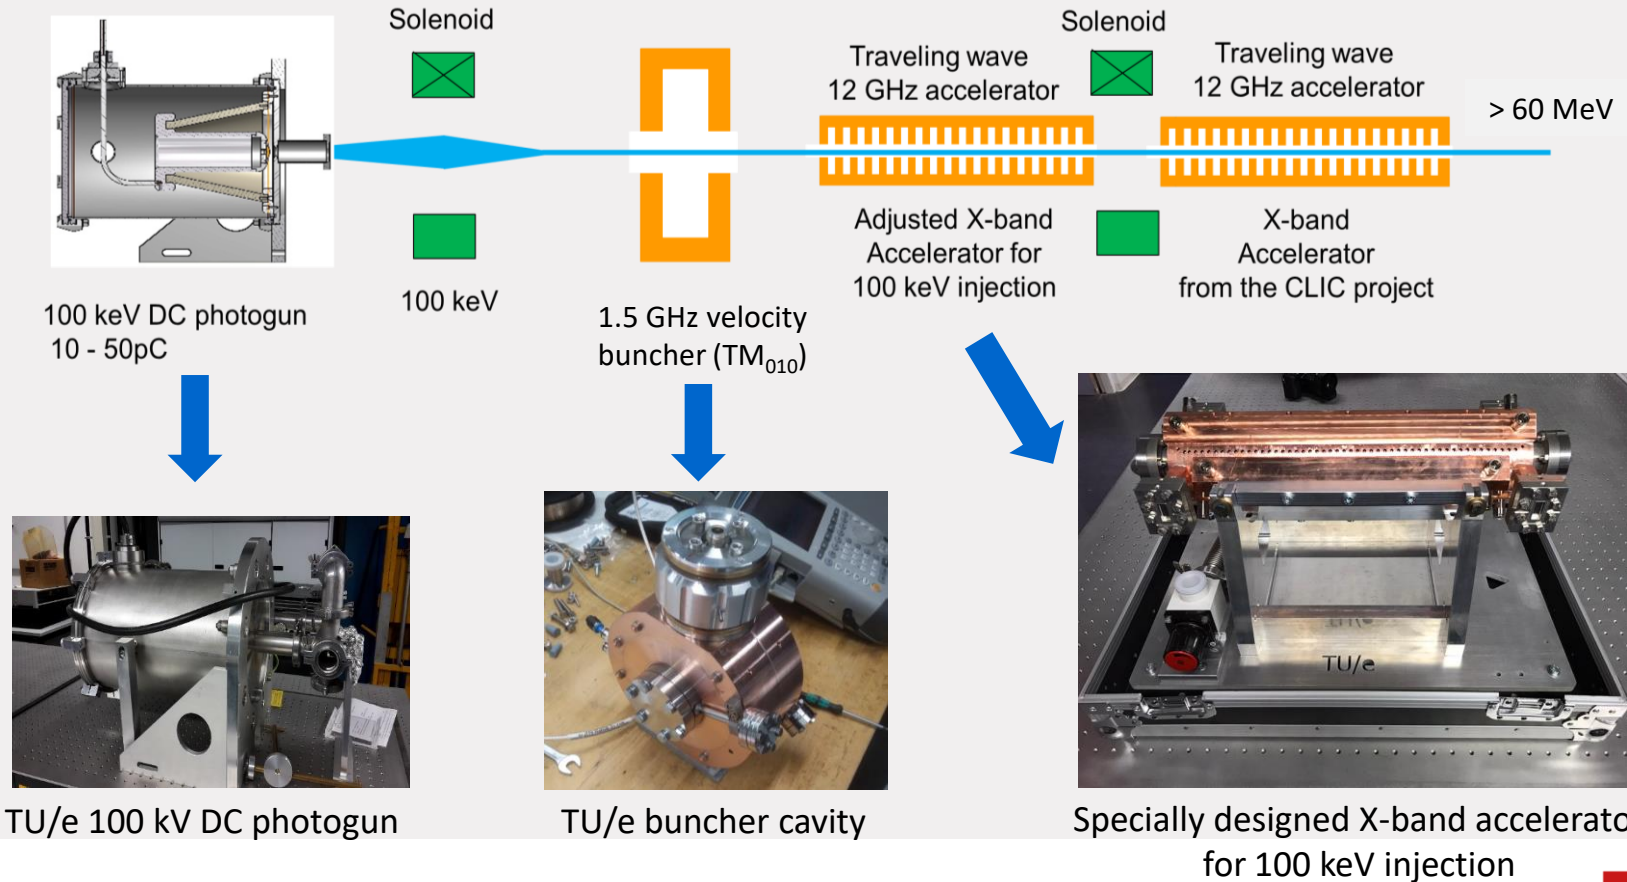 Solenoid
Solenoid
Traveling wave
12 GHz accelerator
Traveling wave
12 GHz accelerator
> 60 MeV
100 keV
Adjusted X-band
Accelerator for
100 keV injection
X-band
Accelerator
from the CLIC project
100 keV DC photogun
10 - 50pC
1.5 GHz velocity
buncher (TM₀₁₀)
TU/e
TU/e 100 kV DC photogun
TU/e buncher cavity
Specially designed X-band accelerato
for 100 keV injection